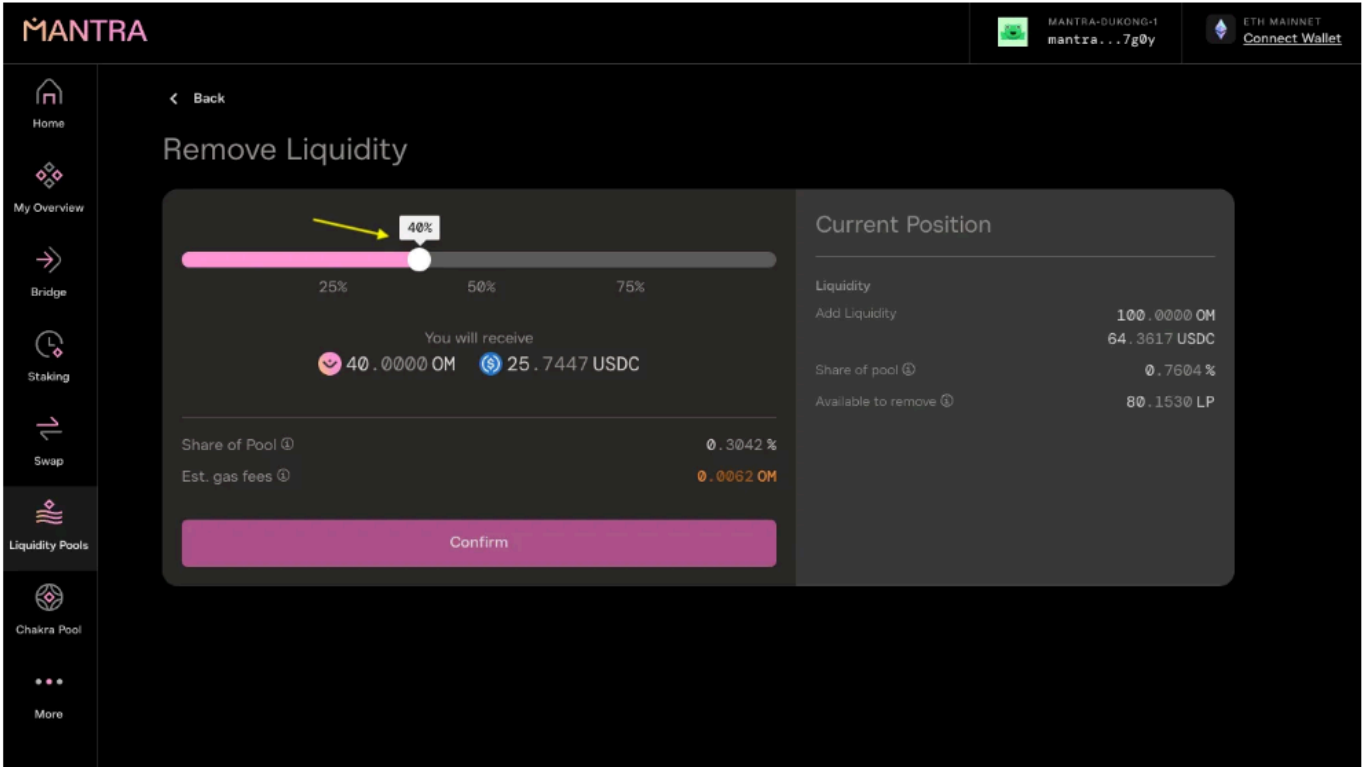 MANTRA
MANTRA-DUKONG-1
mantra...7g0y
ETH MAINNET
Connect Wallet
Home
My Overview
Bridge
Staking
Swap
Liquidity Pools
Chakra Pool
More
Back
Remove Liquidity
40%
25% 50% 75%
You will receive
40.0000 OM 25.7447 USDC
Share of Pool 0.3042 %
Est. gas fees 0.0062 OM
Confirm
Current Position
Liquidity
Add Liquidity 100.0000 OM
64.3617 USDC
Share of pool 0.7604 %
Available to remove 80.1530 LP